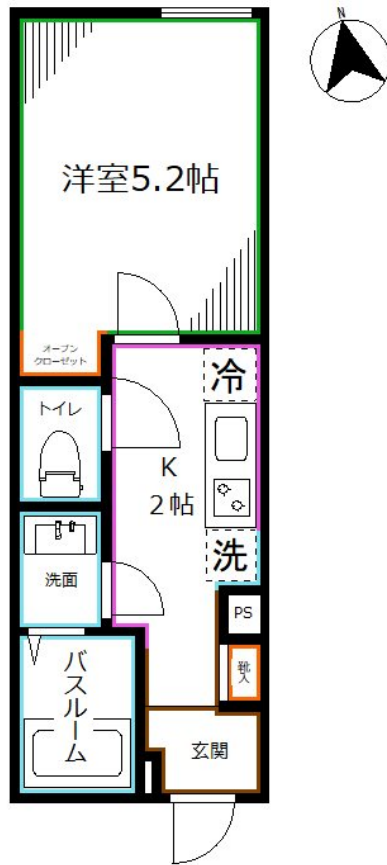 N
洋室5.2帖
オープン
クローゼット
冷
トイレ
K
2帖
洗
洗面
PS
靴入
バスルーム
玄関